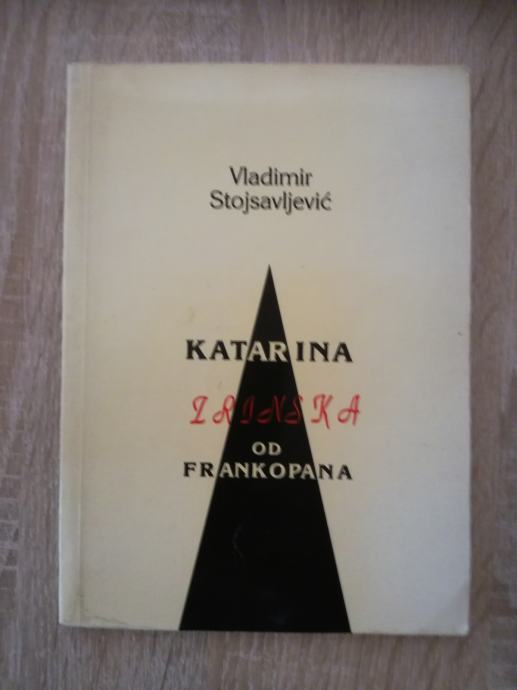 Vladimir
Stojsavljević
KATARINA
ZRINSKA
OD
FRANKOPANA